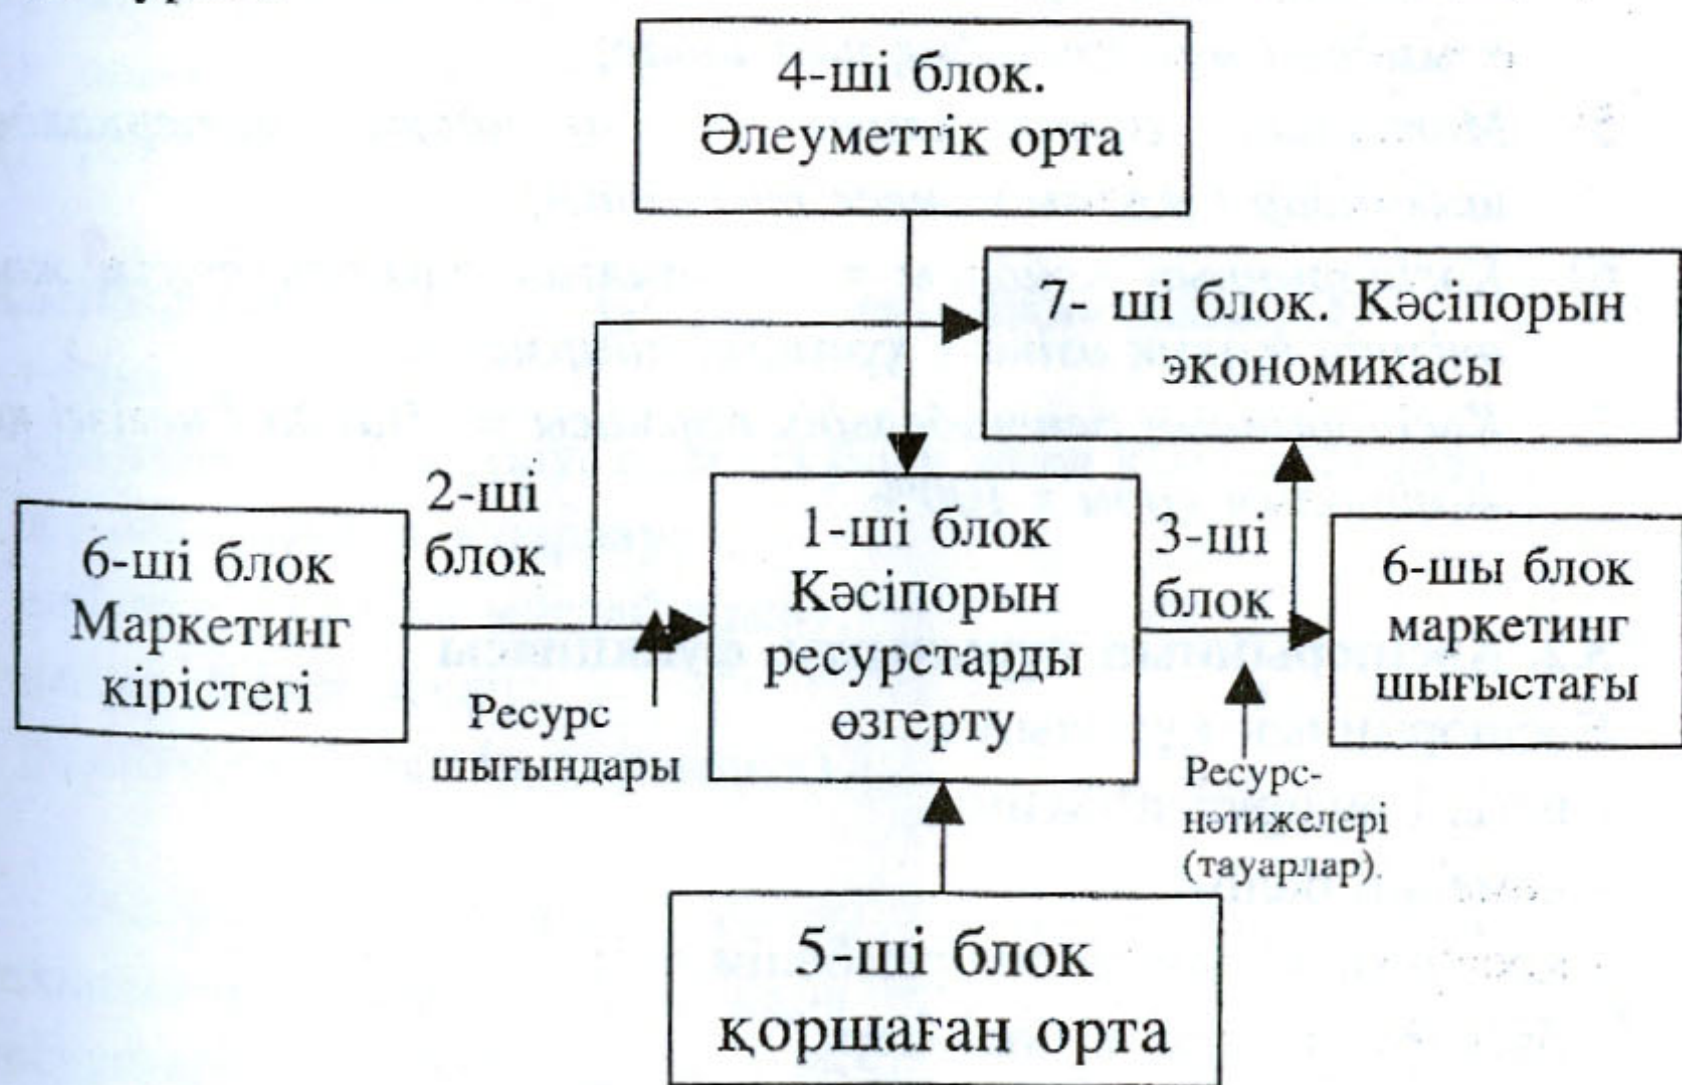 4-ші блок.
Әлеуметтік орта
7- ші блок. Кәсіпорын
экономикасы
2-ші
блок
6-ші блок
Маркетинг
кірістегі
1-ші блок
Кәсіпорын
ресурстарды
өзгерту
3-ші
блок
6-шы блок
маркетинг
шығыстағы
Ресурс
шығындары
Ресурс-
нәтижелері
(тауарлар).
5-ші блок
қоршаған орта